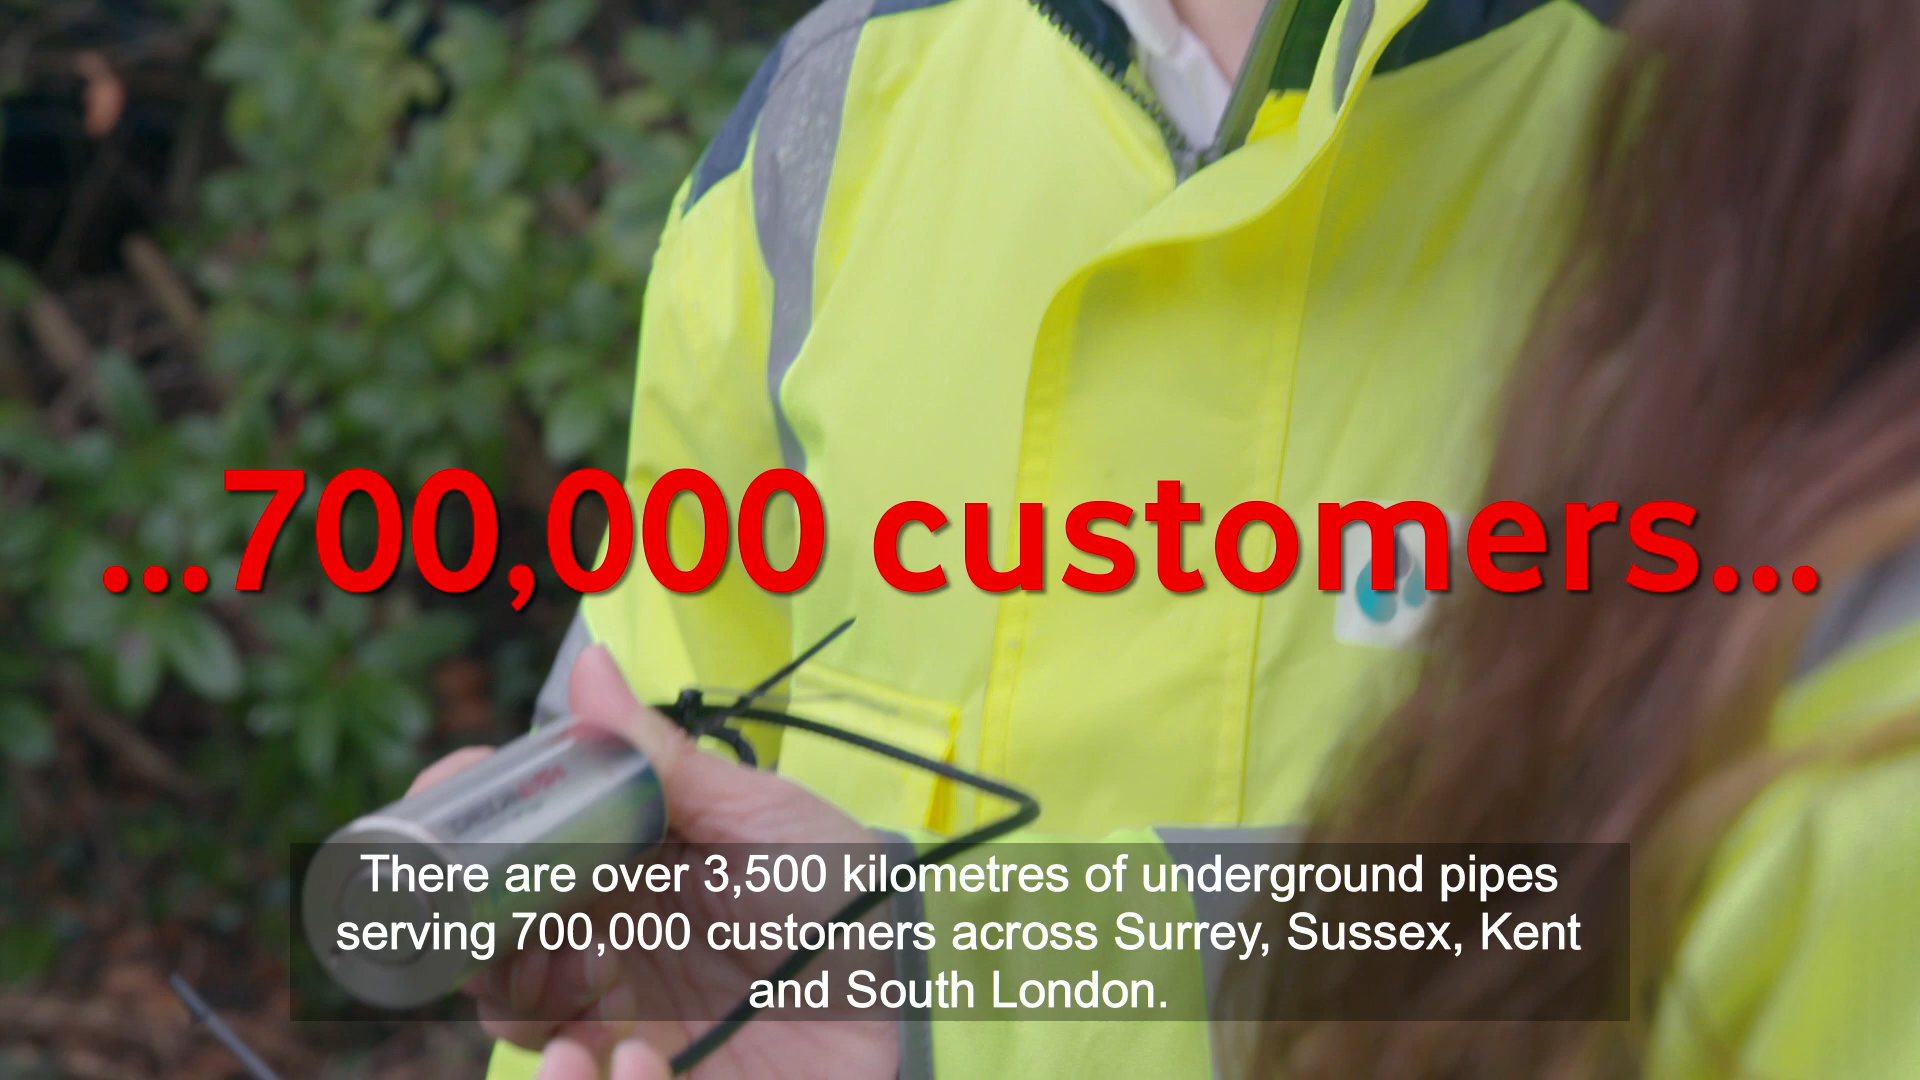 ...700,000 customers...
There are over 3,500 kilometres of underground pipes
serving 700,000 customers across Surrey, Sussex, Kent
and South London.